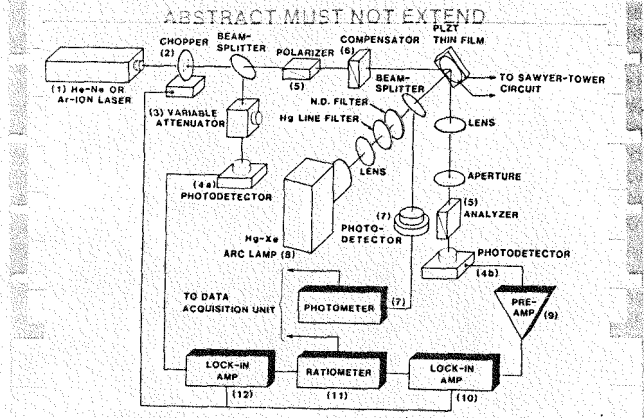 ABSTRACT MUST NOT EXTEND
CHOPPER
(2)
BEAM-
SPLITTER
POLARIZER
(5)
COMPENSATOR
(6)
PLZT
THIN FILM
BEAM-
SPLITTER
TO SAWYER-TOWER
CIRCUIT
(1) He-Ne OR
Ar-ION LASER
(3) VARIABLE
ATTENUATOR
N.D. FILTER
Hg LINE FILTER
LENS
LENS
APERTURE
(4a)
PHOTODETECTOR
(5)
ANALYZER
Hg-Xe
ARC LAMP (8)
(7)
PHOTO-
DETECTOR
PHOTODETECTOR
(4b)
TO DATA
ACQUISITION UNIT
PHOTOMETER
(7)
PRE-
AMP
(9)
LOCK-IN
AMP
(12)
RATIOMETER
(11)
LOCK-IN
AMP
(10)